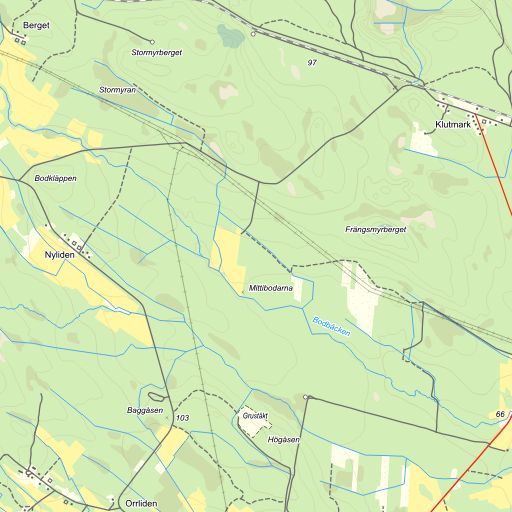 Berget
Stormyrberget
97
Stormyran
Klutmark
Bodkläppen
Frängsmyrberget
Nyliden
Mittibodarna
Bodbäcken
Baggåsen
103
Grustäkt
66
Högåsen
Orrliden